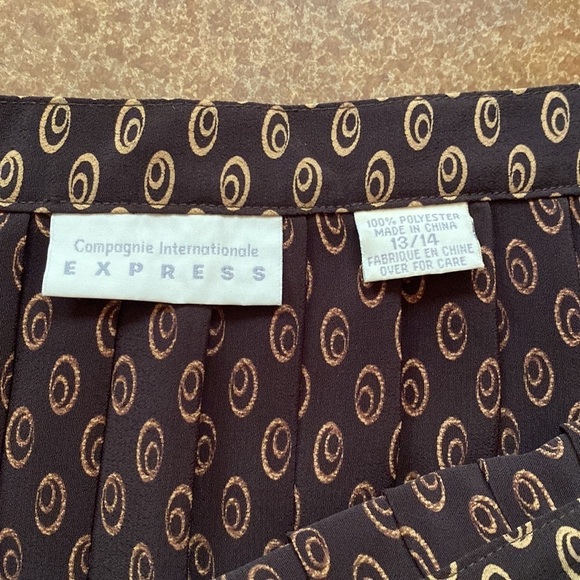 Compagnie Internationale
EXPRESS
100% POLYESTER
MADE IN CHINA
13/14
FABRIQUE EN CHINE
OVER FOR CARE